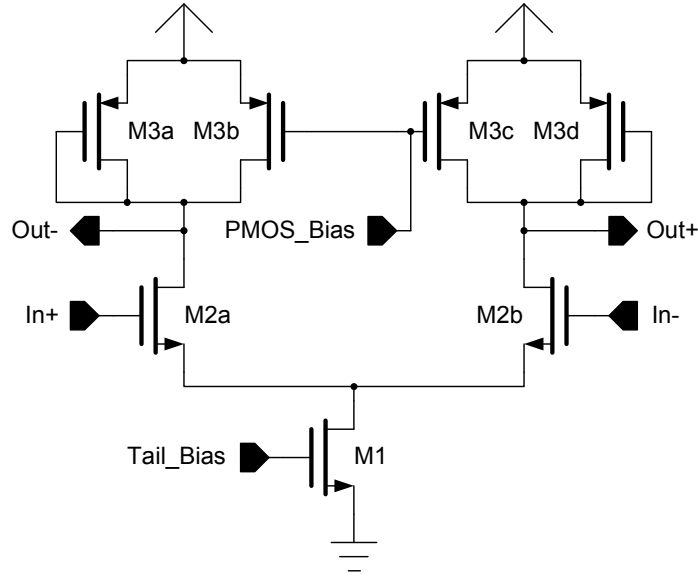 M3a M3b M3c M3d
Out- PMOS_Bias Out+
In+ M2a M2b In-
Tail_Bias M1